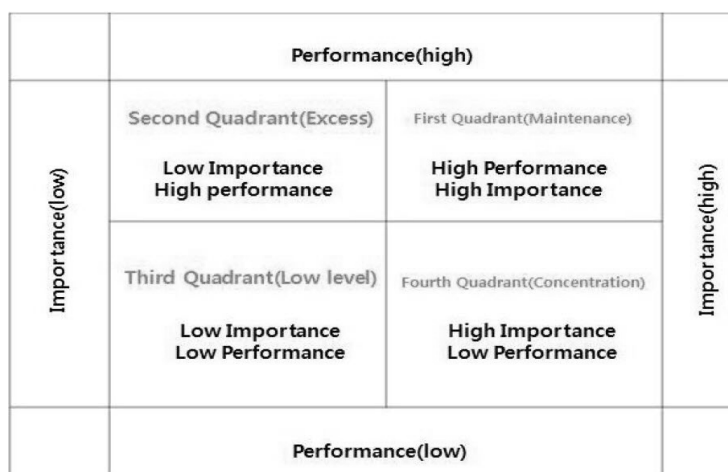 Performance(high)
Importance(low)
Second Quadrant(Excess)
Low Importance
High performance
First Quadrant(Maintenance)
High Performance
High Importance
Third Quadrant(Low level)
Low Importance
Low Performance
Fourth Quadrant(Concentration)
High Importance
Low Performance
Importance(high)
Performance(low)